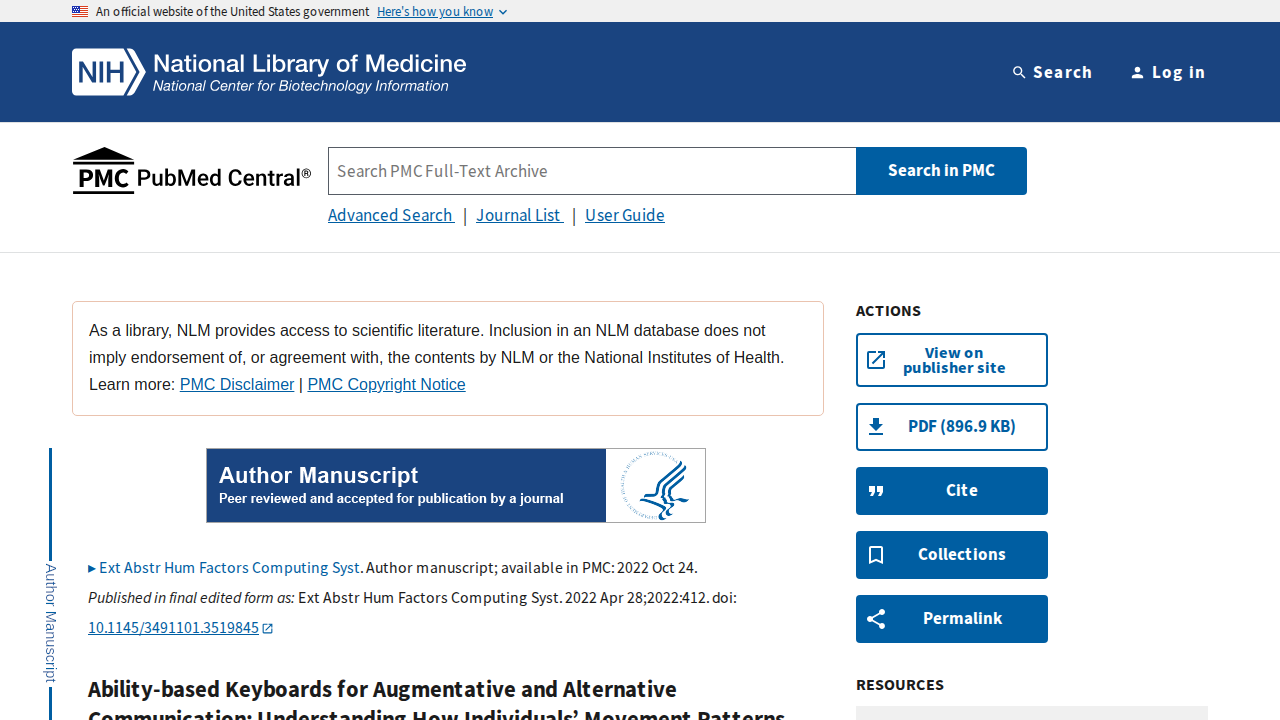 An official website of the United States government Here's how you know
NIH National Library of Medicine
National Center for Biotechnology Information
Search
Log in
PMC PubMed Central®
Search PMC Full-Text Archive
Search in PMC
Advanced Search | Journal List | User Guide
As a library, NLM provides access to scientific literature. Inclusion in an NLM database does not
imply endorsement of, or agreement with, the contents by NLM or the National Institutes of Health.
Learn more: PMC Disclaimer | PMC Copyright Notice
Author Manuscript
Peer reviewed and accepted for publication by a journal
Author Manuscript
▸ Ext Abstr Hum Factors Computing Syst. Author manuscript; available in PMC: 2022 Oct 24.
Published in final edited form as: Ext Abstr Hum Factors Computing Syst. 2022 Apr 28;2022:412. doi:
10.1145/3491101.3519845
Ability-based Keyboards for Augmentative and Alternative
Communication: Understanding How Individuals’ Movement Patterns
ACTIONS
View on
publisher site
PDF (896.9 KB)
Cite
Collections
Permalink
RESOURCES